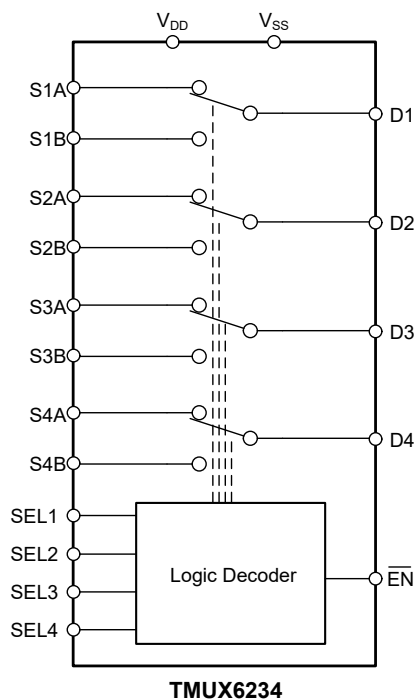 VDD
VSS
S1A
D1
S1B
S2A
D2
S2B
S3A
D3
S3B
S4A
D4
S4B
SEL1
SEL2
SEL3
SEL4
Logic Decoder
EN
TMUX6234